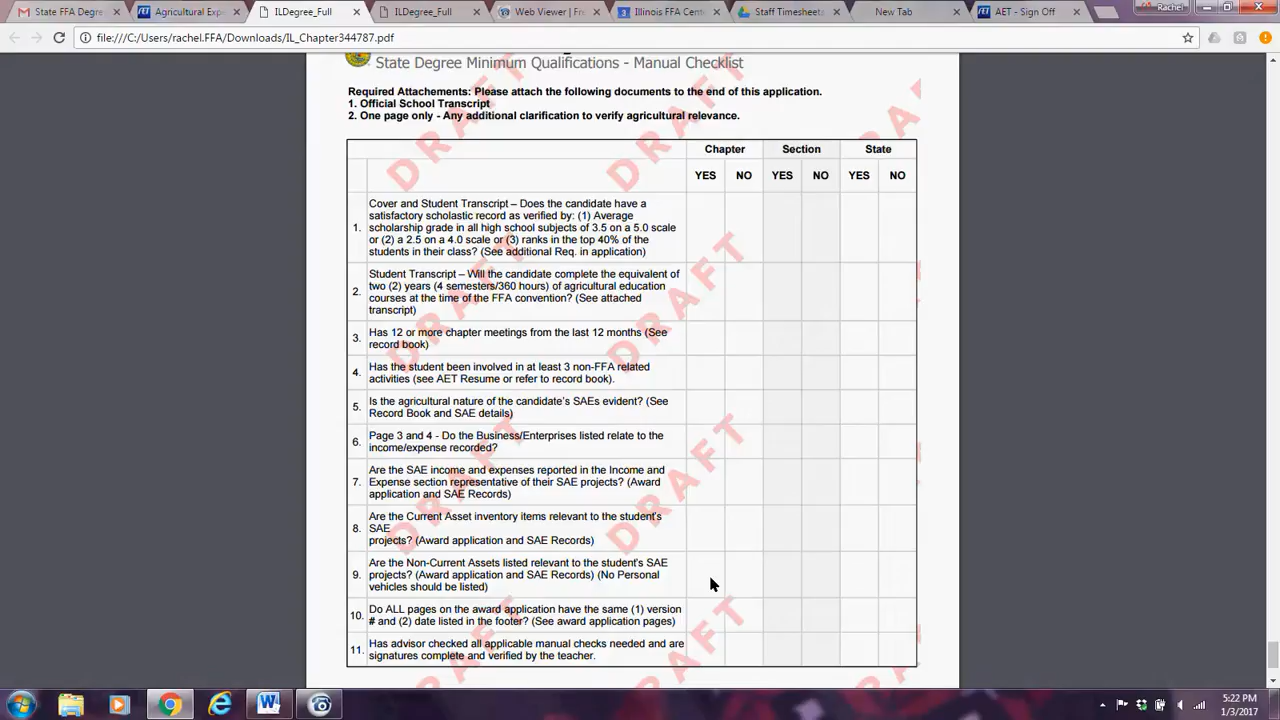 State FFA Degre
Agricultural Expe
ILDegree_Full
ILDegree_Full
Web Viewer | Fre
Illinois FFA Cente
Staff Timesheets
New Tab
AET - Sign Off
Rachel
file:///C:/Users/rachel.FFA/Downloads/IL_Chapter344787.pdf
State Degree Minimum Qualifications - Manual Checklist
Required Attachements: Please attach the following documents to the end of this application.
1. Official School Transcript
2. One page only - Any additional clarification to verify agricultural relevance.
Chapter Section State
YES NO YES NO YES NO
1. Cover and Student Transcript – Does the candidate have a
satisfactory scholastic record as verified by: (1) Average
scholarship grade in all high school subjects of 3.5 on a 5.0 scale
or (2) a 2.5 on a 4.0 scale or (3) ranks in the top 40% of the
students in their class? (See additional Req. in application)
2. Student Transcript – Will the candidate complete the equivalent of
two (2) years (4 semesters/360 hours) of agricultural education
courses at the time of the FFA convention? (See attached
transcript)
3. Has 12 or more chapter meetings from the last 12 months (See
record book)
4. Has the student been involved in at least 3 non-FFA related
activities (see AET Resume or refer to record book).
5. Is the agricultural nature of the candidate's SAEs evident? (See
Record Book and SAE details)
6. Page 3 and 4 - Do the Business/Enterprises listed relate to the
income/expense recorded?
7. Are the SAE income and expenses reported in the Income and
Expense section representative of their SAE projects? (Award
application and SAE Records)
8. Are the Current Asset inventory items relevant to the student's
SAE
projects? (Award application and SAE Records)
9. Are the Non-Current Assets listed relevant to the student's SAE
projects? (Award application and SAE Records) (No Personal
vehicles should be listed)
10. Do ALL pages on the award application have the same (1) version
# and (2) date listed in the footer? (See award application pages)
11. Has advisor checked all applicable manual checks needed and are
signatures complete and verified by the teacher.
DRAFT
DRAFT
DRAFT
DRAFT
DRAFT
DRAFT
DRAFT
DRAFT
5:22 PM
1/3/2017